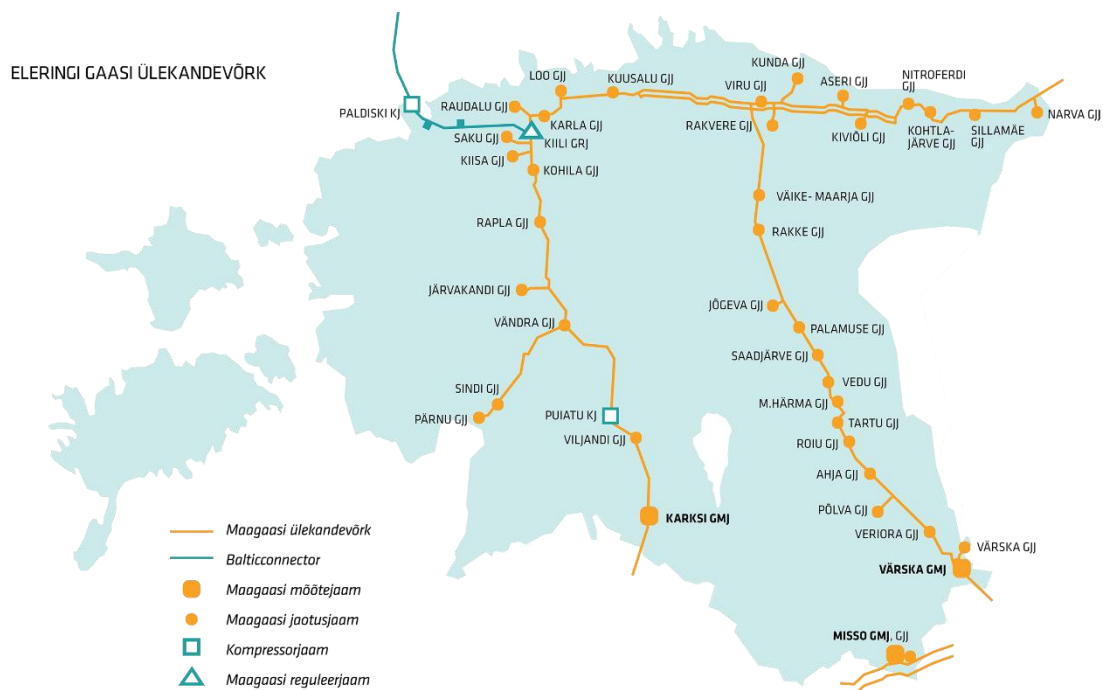 ELERINGI GAASI ÜLEKANDEVÕRK
PALDISKI KJ
RAUDALU GJJ
LOO GJJ
KUUSALU GJJ
KARLA GJJ
KIILI GRJ
SAKU GJJ
KIISA GJJ
KOHILA GJJ
RAPLA GJJ
JÄRVAKANDI GJJ
VÄNDRA GJJ
SINDI GJJ
PÄRNU GJJ
PUIATU KJ
VILJANDI GJJ
KARKSI GMJ
VIRU GJJ
KUNDA GJJ
RAKVERE GJJ
ASERI GJJ
KIVIÕLI GJJ
NITROFERDI
GJJ
KOHTLA-
JÄRVE GJJ
SILLAMÄE
GJJ
NARVA GJJ
VÄIKE- MAARJA GJJ
RAKKE GJJ
JÕGEVA GJJ
PALAMUSE GJJ
SAADJÄRVE GJJ
VEDU GJJ
M.HÄRMA GJJ
TARTU GJJ
ROIU GJJ
AHJA GJJ
PÕLVA GJJ
VERIORA GJJ
VÄRSKA GJJ
VÄRSKA GMJ
MISSO GMJ, GJJ
Maagaasi ülekandevõrk
Balticconnector
Maagaasi mõõtejaam
Maagaasi jaotusjaam
Kompressorjaam
Maagaasi reguleerjaam